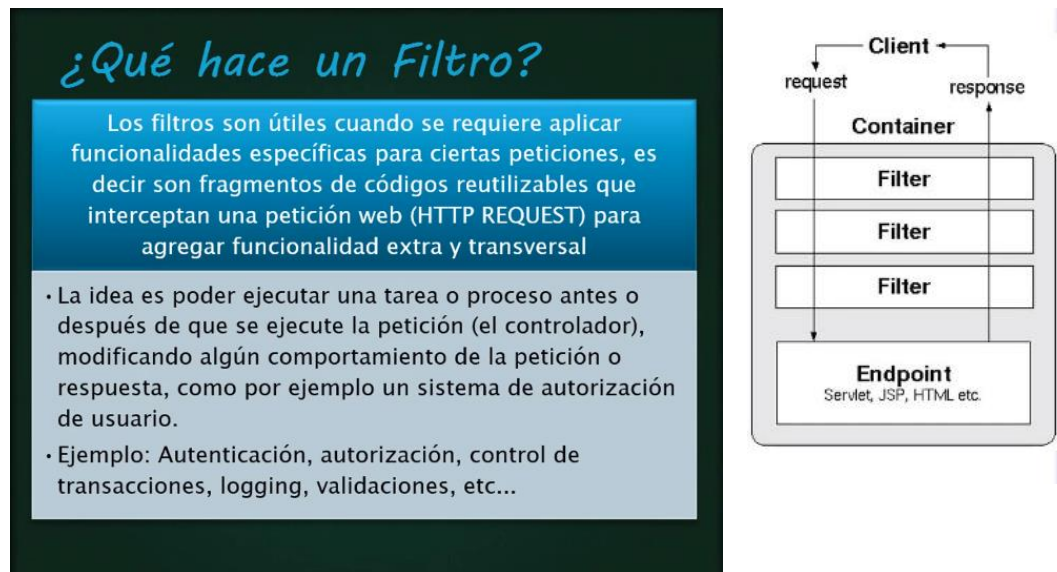 ¿Qué hace un Filtro?
Los filtros son útiles cuando se requiere aplicar
funcionalidades específicas para ciertas peticiones, es
decir son fragmentos de códigos reutilizables que
interceptan una petición web (HTTP REQUEST) para
agregar funcionalidad extra y transversal
• La idea es poder ejecutar una tarea o proceso antes o
después de que se ejecute la petición (el controlador),
modificando algún comportamiento de la petición o
respuesta, como por ejemplo un sistema de autorización
de usuario.
• Ejemplo: Autenticación, autorización, control de
transacciones, logging, validaciones, etc...
Client
request
response
Container
Filter
Filter
Filter
Endpoint
Servlet, JSP, HTML etc.